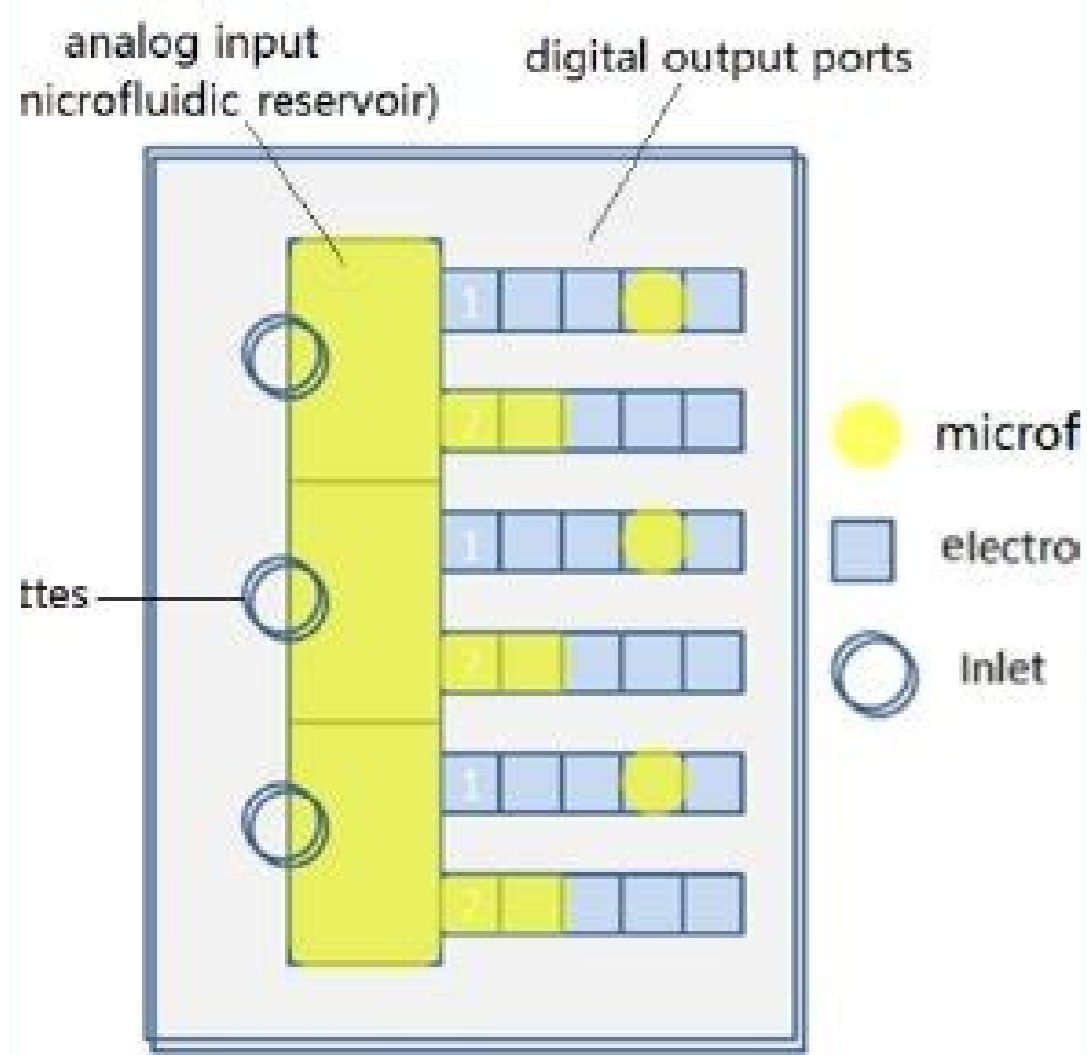 analog input
nicrofluidic reservoir)
digital output ports
1
2
microf
1
electro
ttes
2
Inlet
1
2